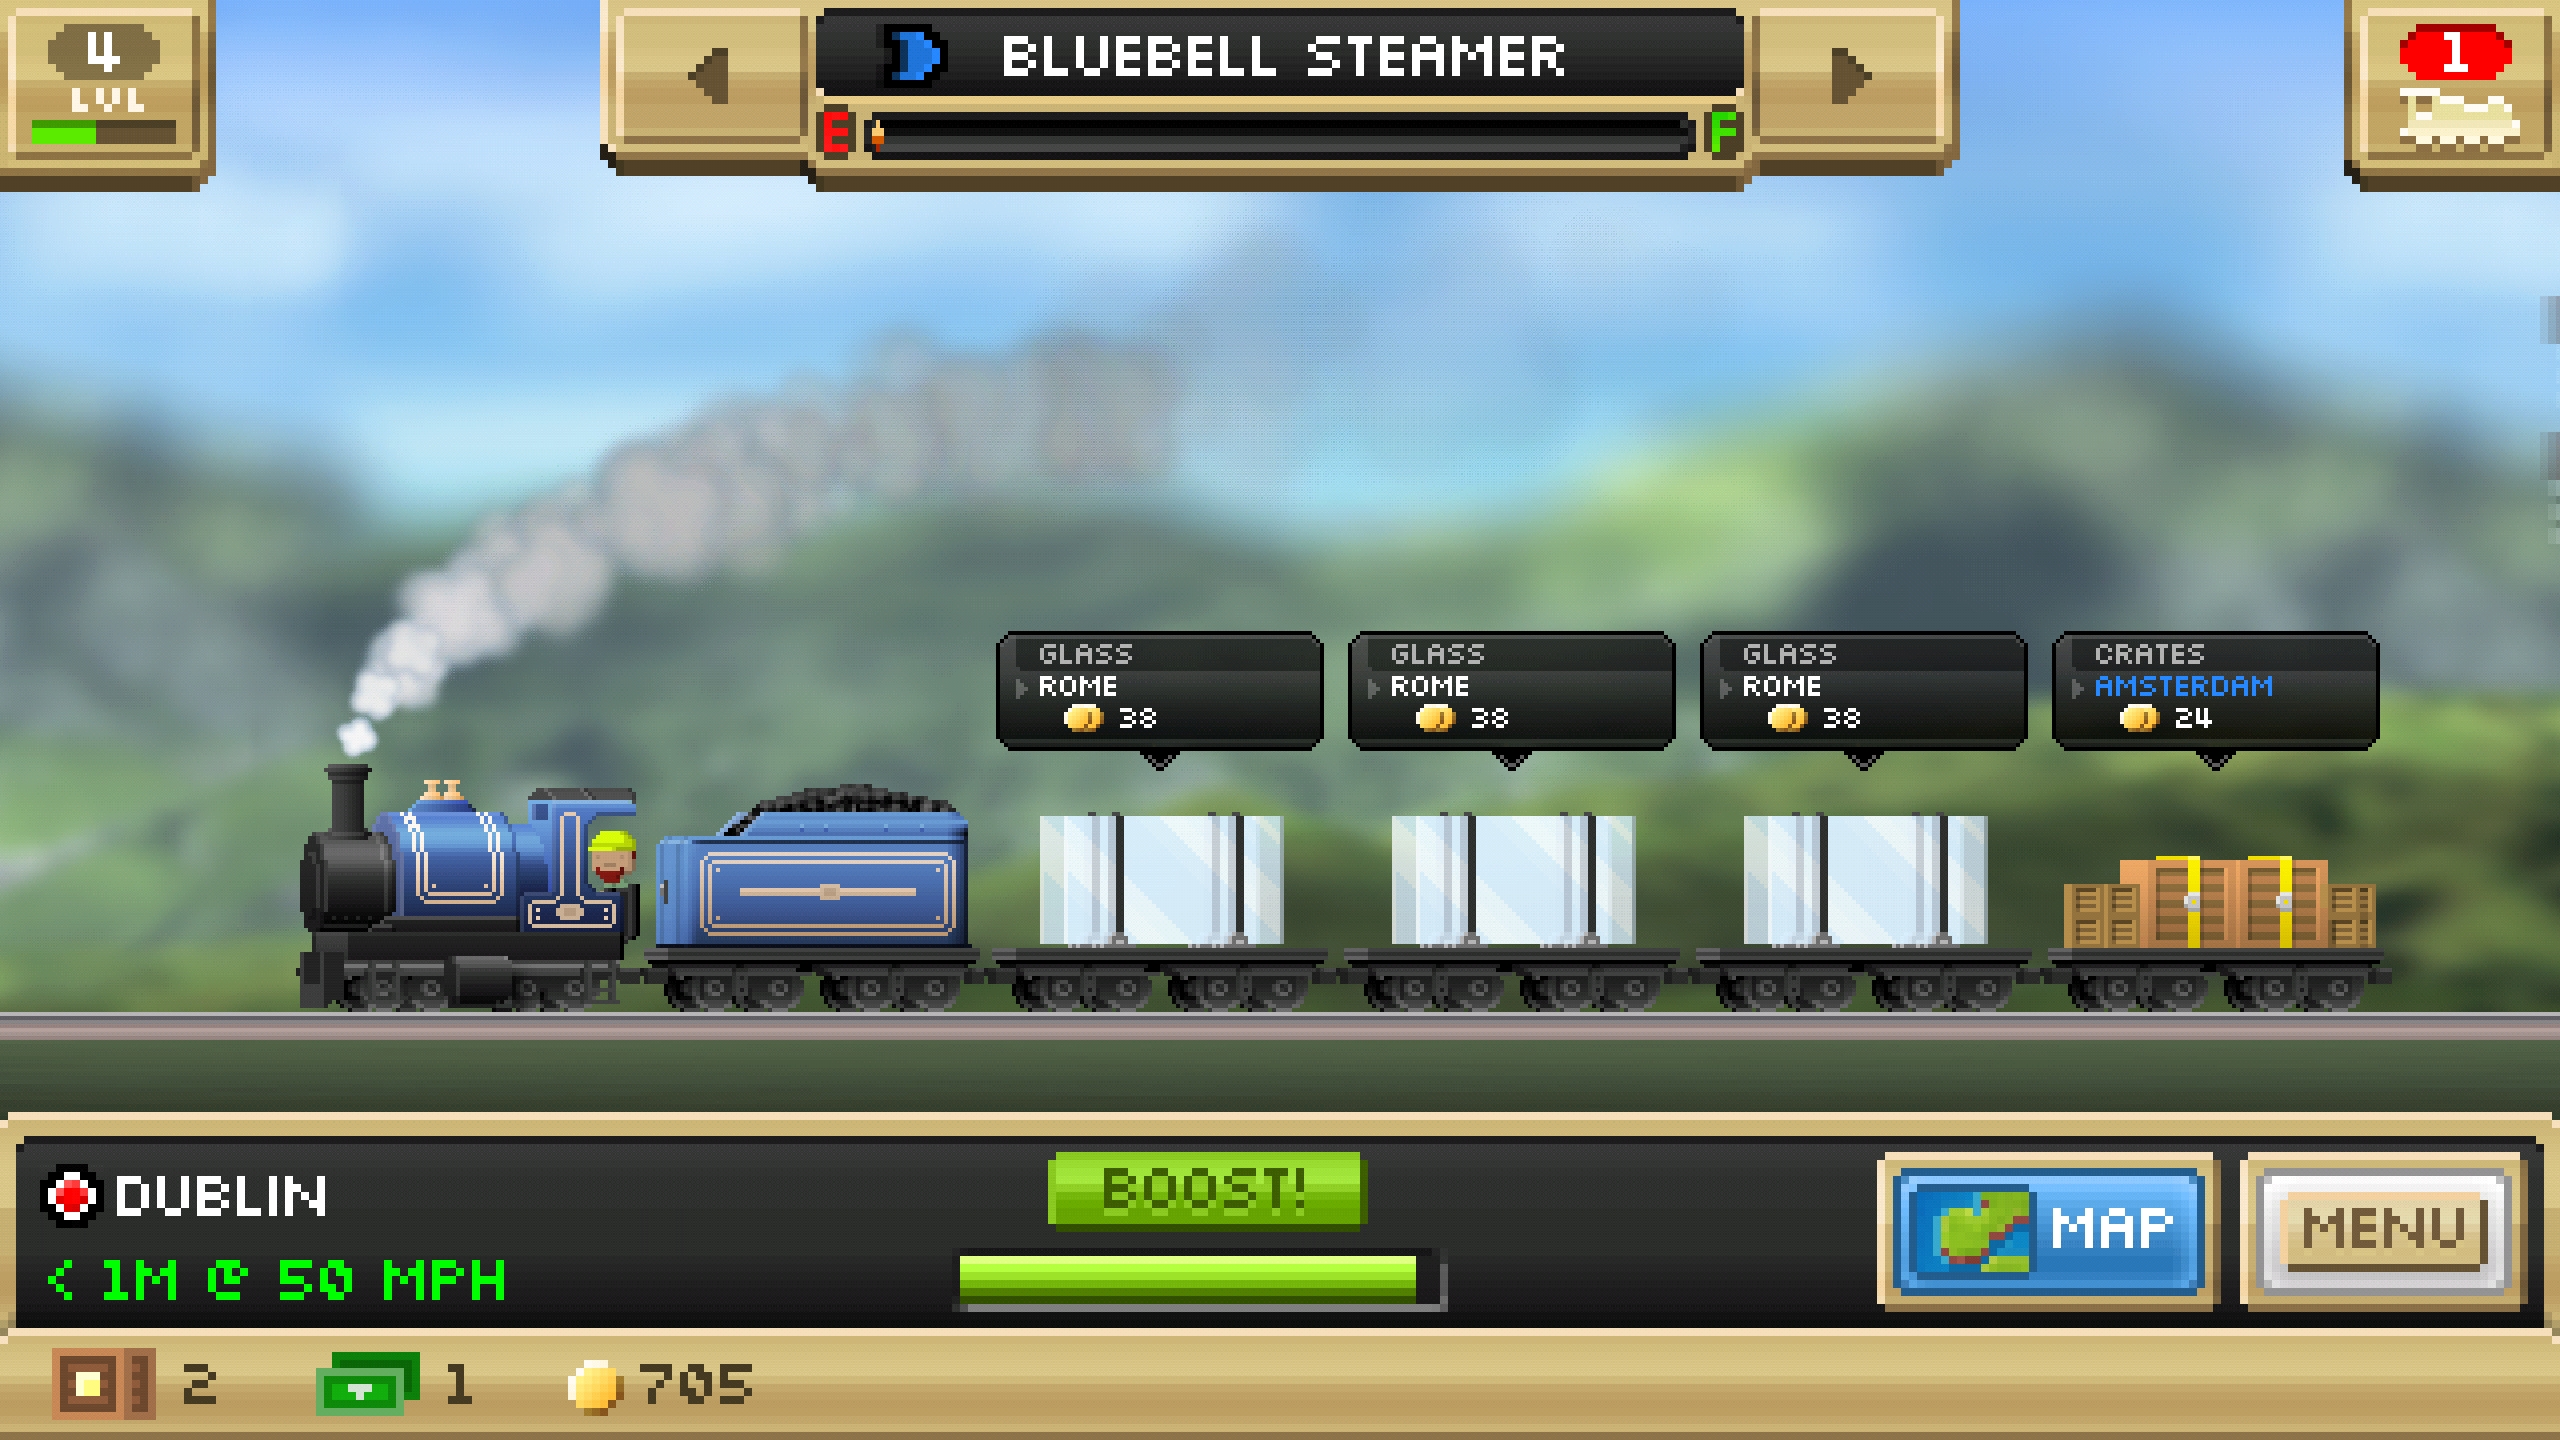 4
LVL
BLUEBELL STEAMER
E
F
1
GLASS
ROME
38
GLASS
ROME
38
GLASS
ROME
38
CRATES
AMSTERDAM
24
DUBLIN
< 1M @ 50 MPH
BOOST!
MAP
MENU
2
1
705